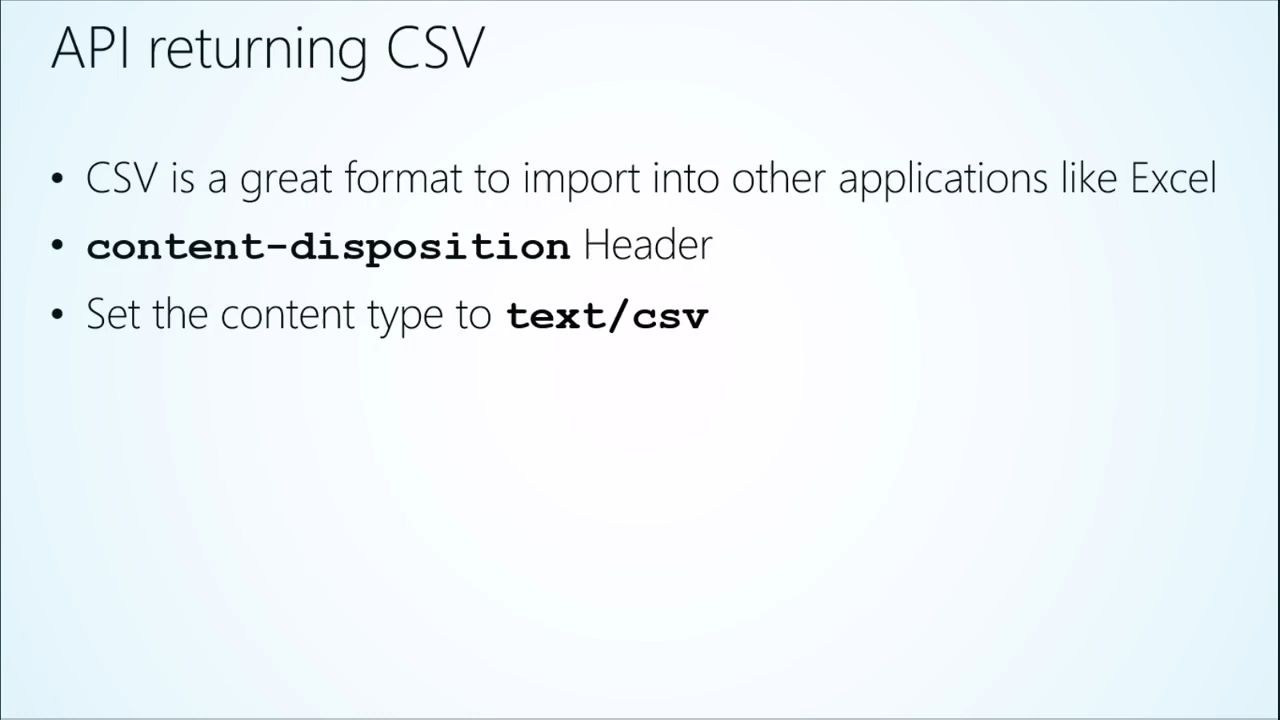 API returning CSV
• CSV is a great format to import into other applications like Excel
• content-disposition Header
• Set the content type to text/csv